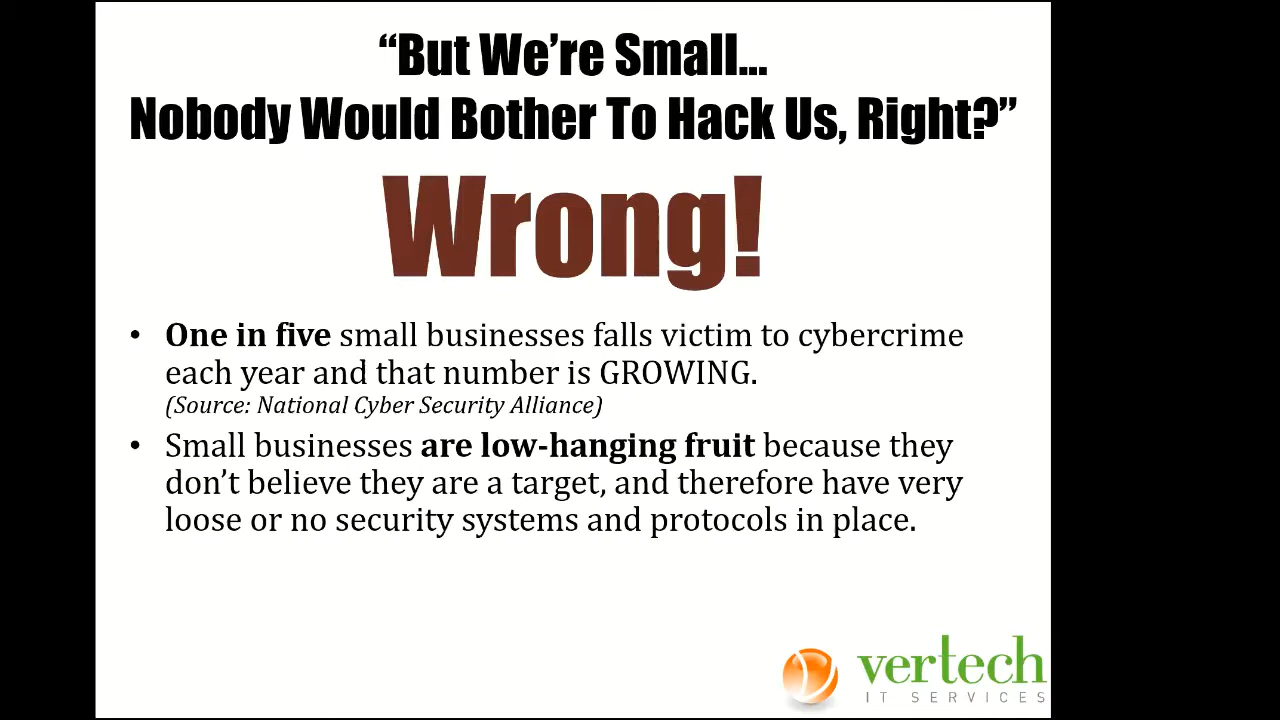 “But We’re Small...
Nobody Would Bother To Hack Us, Right?”
Wrong!
• One in five small businesses falls victim to cybercrime
each year and that number is GROWING.
(Source: National Cyber Security Alliance)
• Small businesses are low-hanging fruit because they
don’t believe they are a target, and therefore have very
loose or no security systems and protocols in place.
vertech
IT SERVICES